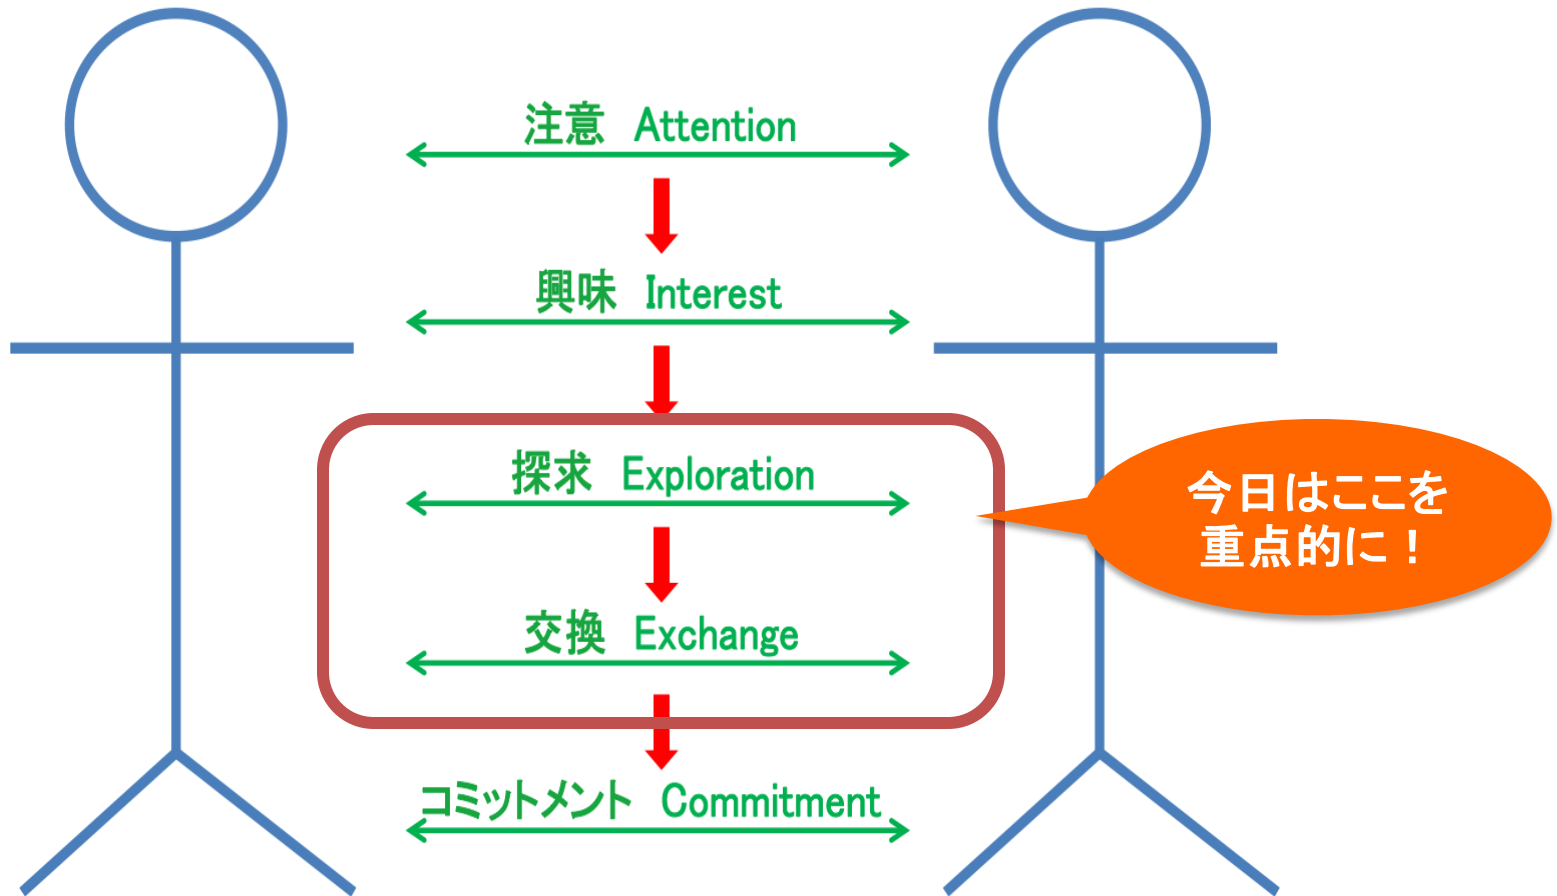 注意　Attention
興味　Interest
探求　Exploration
交換　Exchange
コミットメント　Commitment
今日はここを
重点的に！